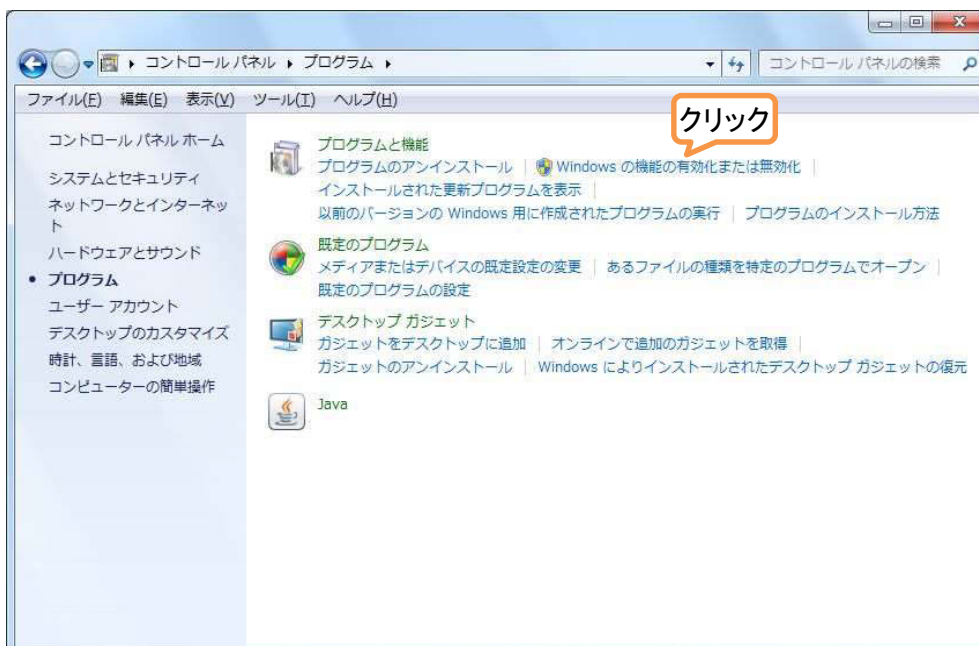 コントロール パネル プログラム
コントロール パネルの検索
ファイル(F) 編集(E) 表示(V) ツール(T) ヘルプ(H)
クリック
コントロール パネル ホーム
システムとセキュリティ
ネットワークとインターネッ
ト
ハードウェアとサウンド
プログラム
ユーザー アカウント
デスクトップのカスタマイズ
時計、言語、および地域
コンピューターの簡単操作
プログラムと機能
プログラムのアンインストール Windows の機能の有効化または無効化
インストールされた更新プログラムを表示
以前のバージョンの Windows 用に作成されたプログラムの実行 プログラムのインストール方法
既定のプログラム
メディアまたはデバイスの既定設定の変更 あるファイルの種類を特定のプログラムでオープン
既定のプログラムの設定
デスクトップ ガジェット
ガジェットをデスクトップに追加 オンラインで追加のガジェットを取得
ガジェットのアンインストール Windows によりインストールされたデスクトップ ガジェットの復元
Java